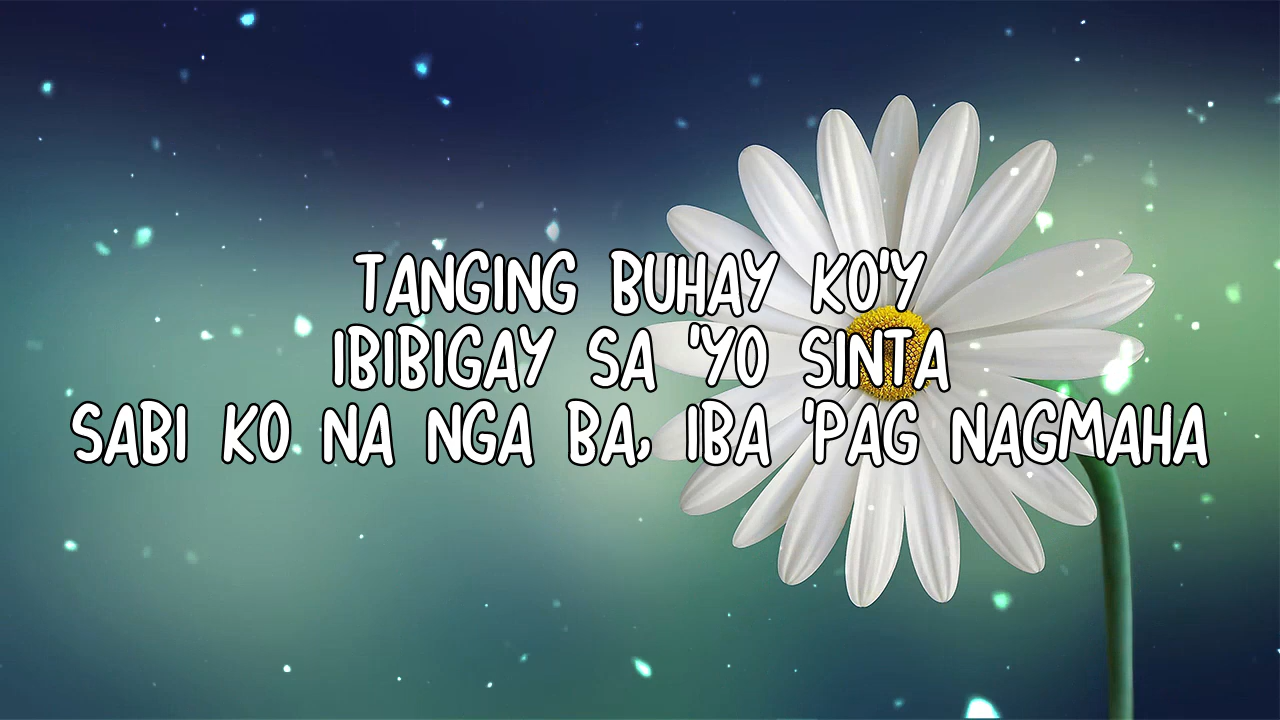 TANGING BUHAY KO'Y
IBIBIGAY SA 'YO SINTA
SABI KO NA NGA BA, IBA 'PAG NAGMAHA